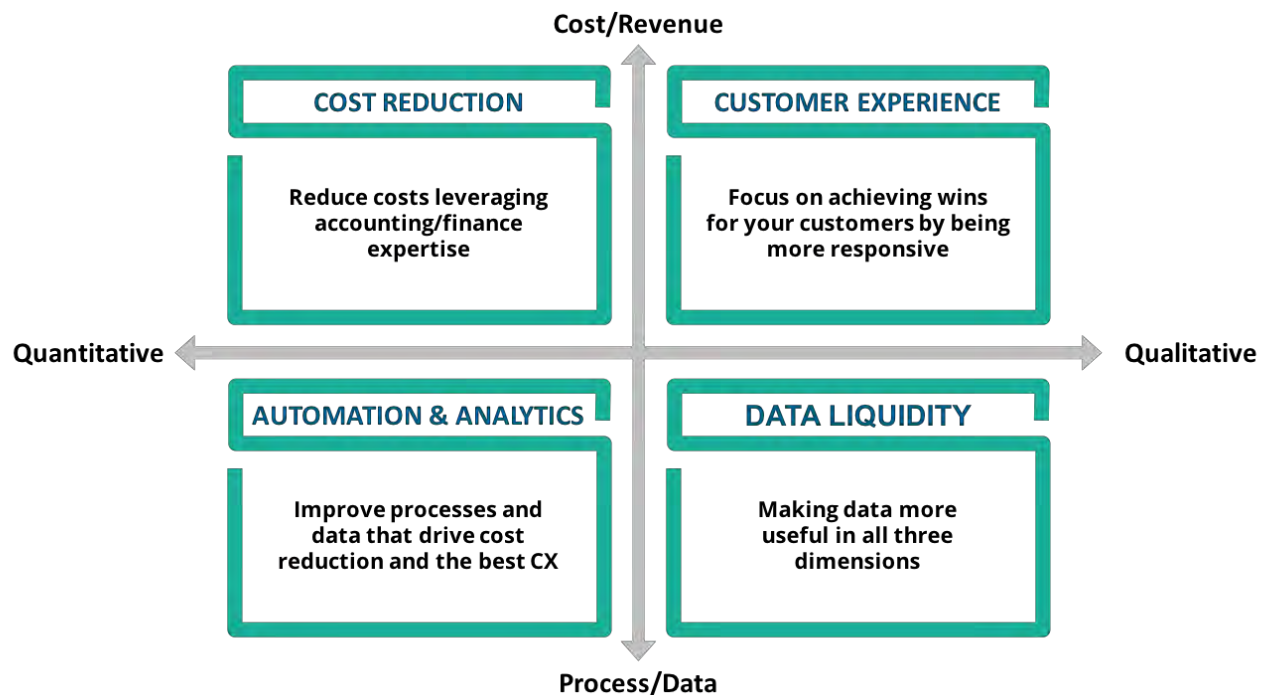 Cost/Revenue
COST REDUCTION
Reduce costs leveraging
accounting/finance
expertise
CUSTOMER EXPERIENCE
Focus on achieving wins
for your customers by being
more responsive
Quantitative
Qualitative
AUTOMATION & ANALYTICS
Improve processes and
data that drive cost
reduction and the best CX
DATA LIQUIDITY
Making data more
useful in all three
dimensions
Process/Data